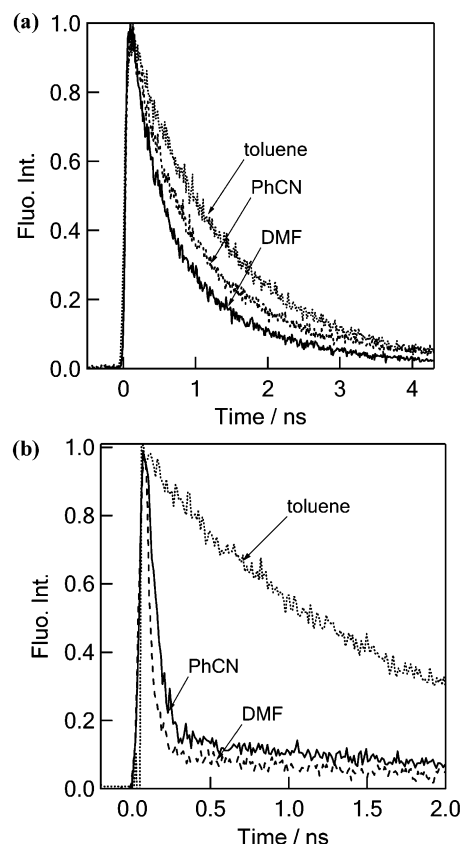 (a)
1.0
0.8
0.6
0.4
0.2
0.0
Fluo. Int.
toluene
PhCN
DMF
0 1 2 3 4
Time / ns
(b)
1.0
0.8
0.6
0.4
0.2
0.0
Fluo. Int.
toluene
PhCN
DMF
0.0 0.5 1.0 1.5 2.0
Time / ns